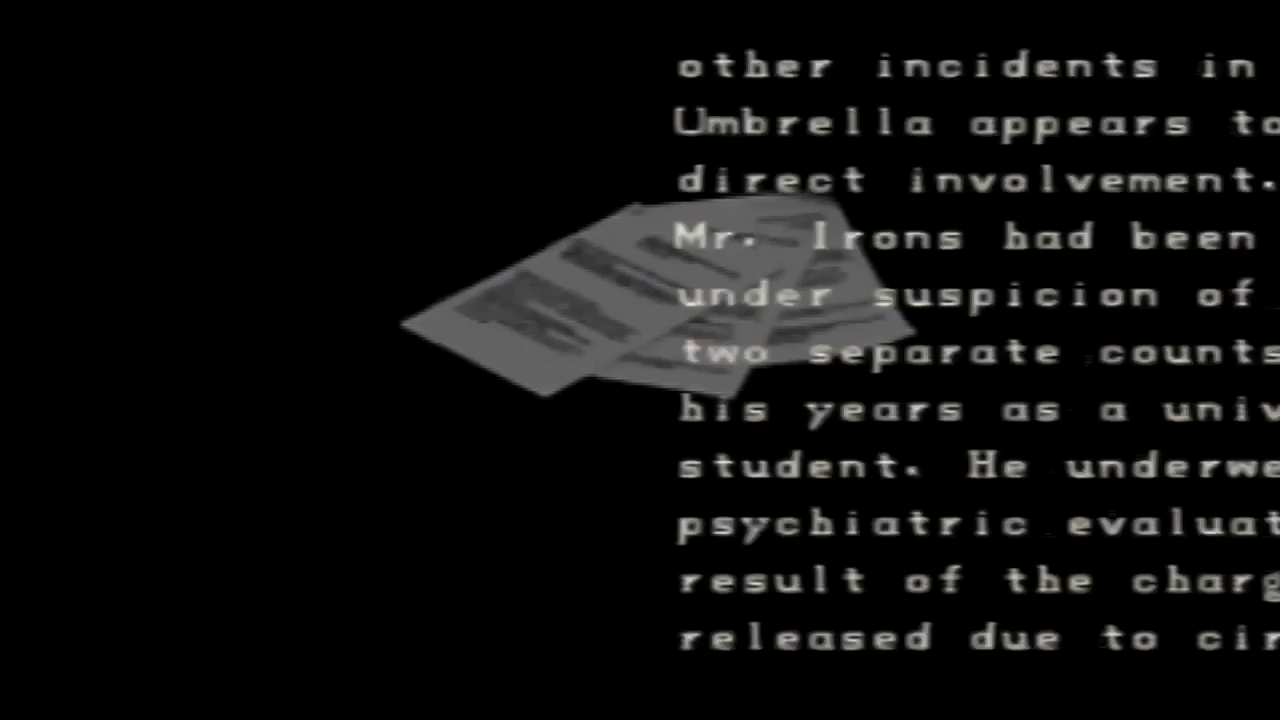 other incidents in
Umbrella appears to
direct involvement.
Mr. Irons had been
under suspicion of
two separate counts
his years as a univ
student. He underwe
psychiatric evaluat
result of the charg
released due to cir